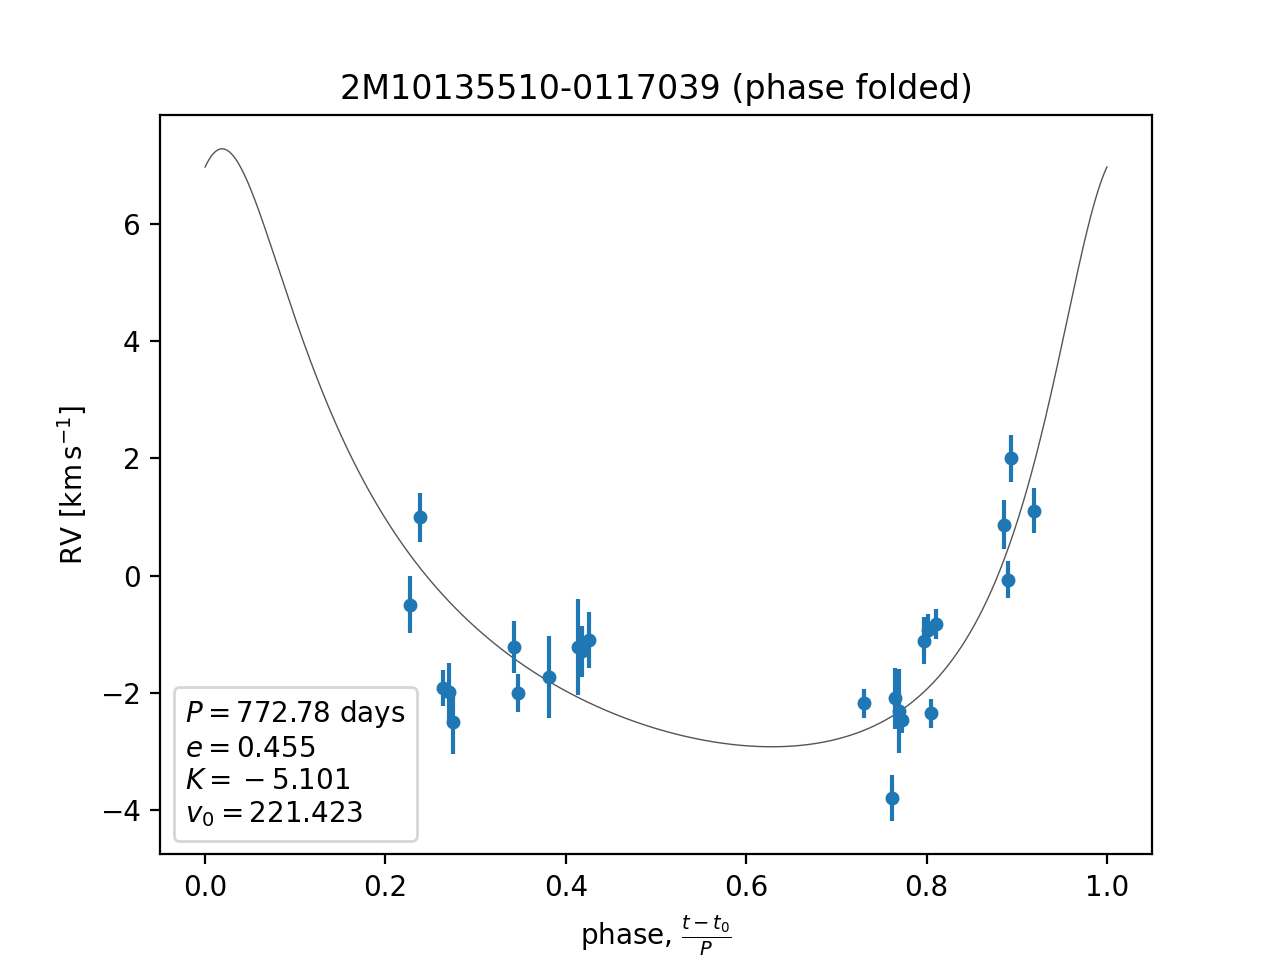 2M10135510-0117039 (phase folded)
RV [km s⁻¹]
6
4
2
0
−2
−4
P = 772.78 days
e = 0.455
K = −5.101
v₀ = 221.423
0.0 0.2 0.4 0.6 0.8 1.0
phase, (t − t₀)/P